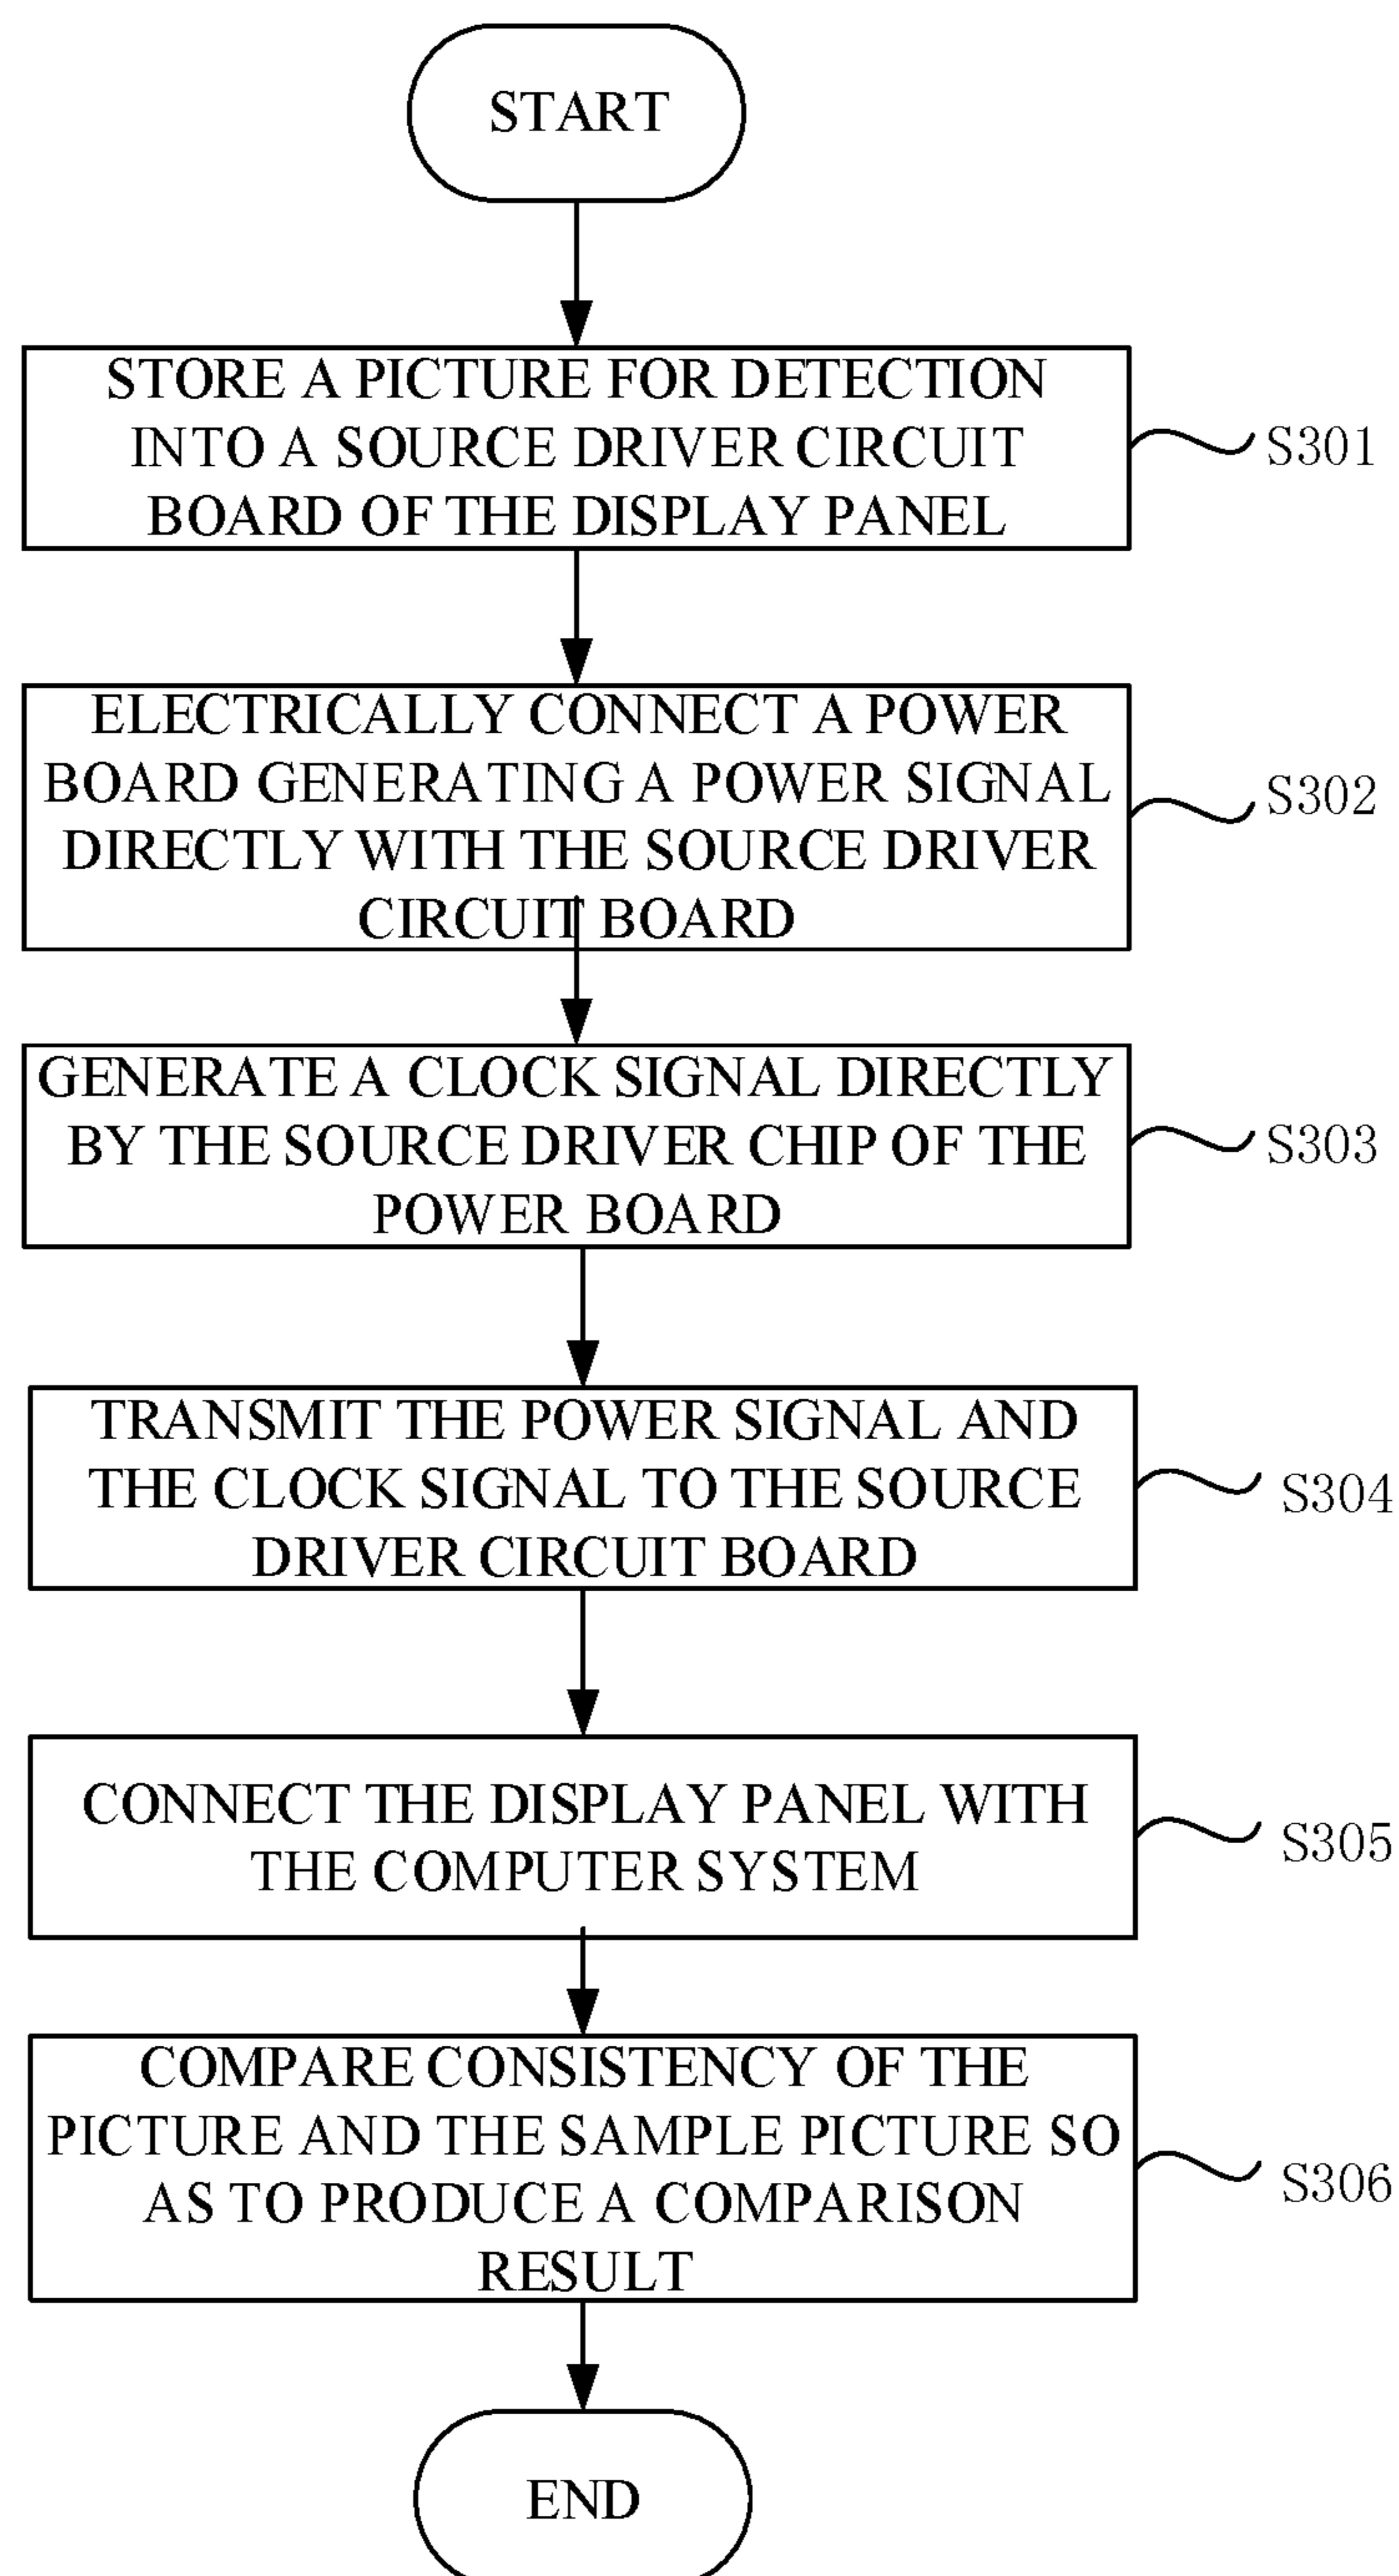 START
STORE A PICTURE FOR DETECTION
INTO A SOURCE DRIVER CIRCUIT
BOARD OF THE DISPLAY PANEL
S301
ELECTRICALLY CONNECT A POWER
BOARD GENERATING A POWER SIGNAL
DIRECTLY WITH THE SOURCE DRIVER
CIRCUIT BOARD
S302
GENERATE A CLOCK SIGNAL DIRECTLY
BY THE SOURCE DRIVER CHIP OF THE
POWER BOARD
S303
TRANSMIT THE POWER SIGNAL AND
THE CLOCK SIGNAL TO THE SOURCE
DRIVER CIRCUIT BOARD
S304
CONNECT THE DISPLAY PANEL WITH
THE COMPUTER SYSTEM
S305
COMPARE CONSISTENCY OF THE
PICTURE AND THE SAMPLE PICTURE SO
AS TO PRODUCE A COMPARISON
RESULT
S306
END